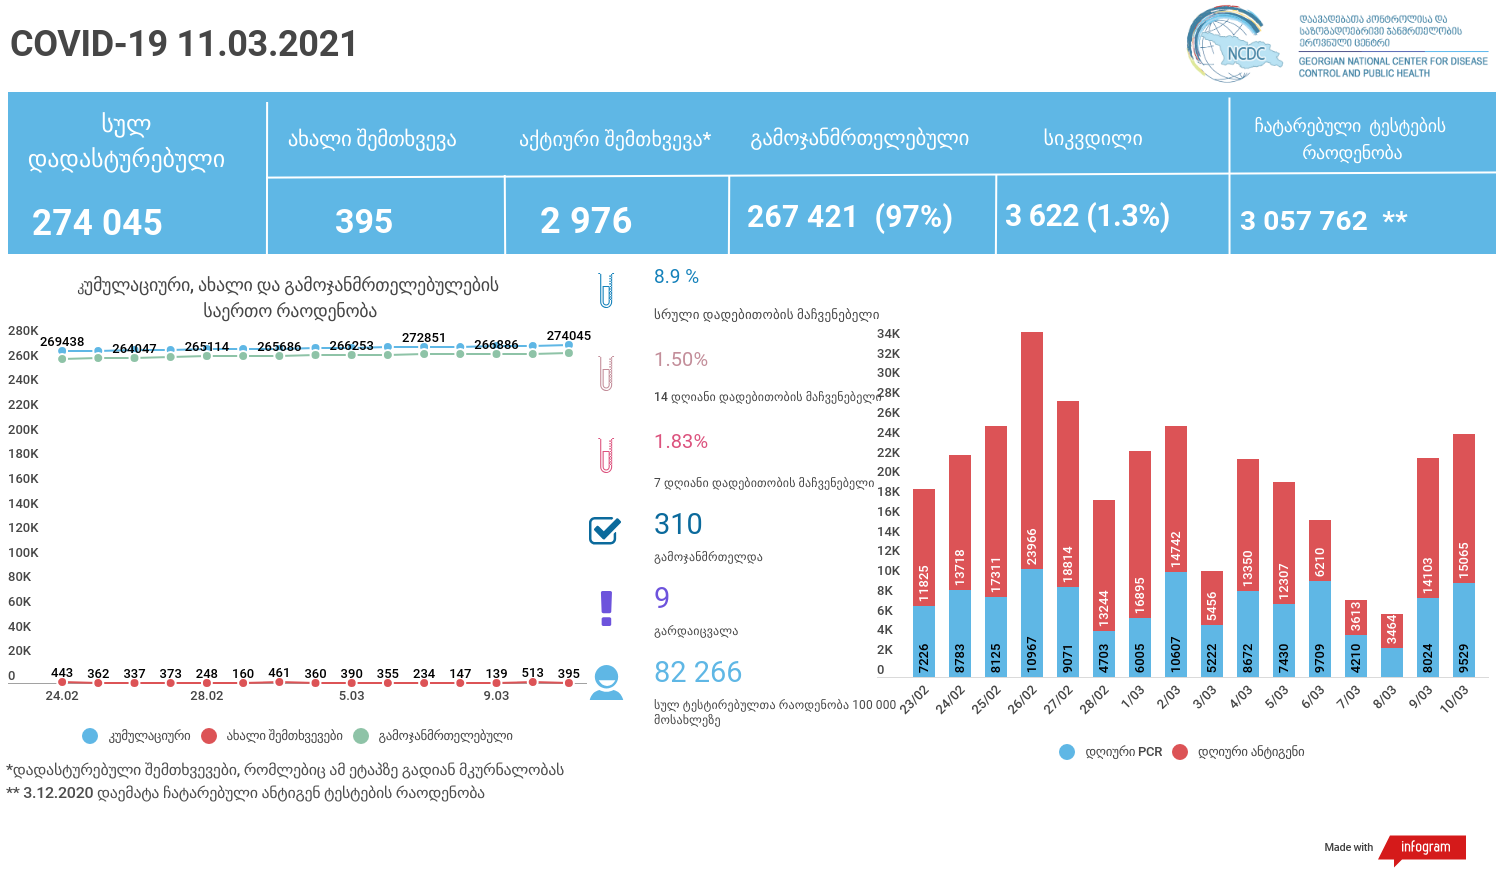 COVID-19 11.03.2021
NCDC
დაავადებათა კონტროლისა და
საზოგადოებრივი ჯანმრთელობის
ეროვნული ცენტრი
GEORGIAN NATIONAL CENTER FOR DISEASE
CONTROL AND PUBLIC HEALTH
სულ
დადასტურებული
274 045
ახალი შემთხვევა
395
აქტიური შემთხვევა*
2 976
გამოჯანმრთელებული
267 421 (97%)
სიკვდილი
3 622 (1.3%)
ჩატარებული ტესტების
რაოდენობა
3 057 762 **
კუმულაციური, ახალი და გამოჯანმრთელებულების
საერთო რაოდენობა
280K
260K
240K
220K
200K
180K
160K
140K
120K
100K
80K
60K
40K
20K
0
269438 264047 265114 265686 266253 272851 266886 274045
443 362 337 373 248 160 461 360 390 355 234 147 139 513 395
24.02 28.02 5.03 9.03
კუმულაციური ახალი შემთხვევები გამოჯანმრთელებული
*დადასტურებული შემთხვევები, რომლებიც ამ ეტაპზე გადიან მკურნალობას
** 3.12.2020 დაემატა ჩატარებული ანტიგენ ტესტების რაოდენობა
8.9 %
სრული დადებითობის მაჩვენებელი
1.50%
14 დღიანი დადებითობის მაჩვენებელი
1.83%
7 დღიანი დადებითობის მაჩვენებელი
310
გამოჯანმრთელდა
9
გარდაიცვალა
82 266
სულ ტესტირებულთა რაოდენობა 100 000
მოსახლეზე
34K
32K
30K
28K
26K
24K
22K
20K
18K
16K
14K
12K
10K
8K
6K
4K
2K
0
11825 13718 17311 23966 18814 13244 16895 14742 5456 13350 12307 6210 3613 3464 14103 15065
7226 8783 8125 10967 9071 4703 6005 10607 5222 8672 7430 9709 4210 8024 9529
23/02 24/02 25/02 26/02 27/02 28/02 1/03 2/03 3/03 4/03 5/03 6/03 7/03 8/03 9/03 10/03
დღიური PCR დღიური ანტიგენი
Made with infogram